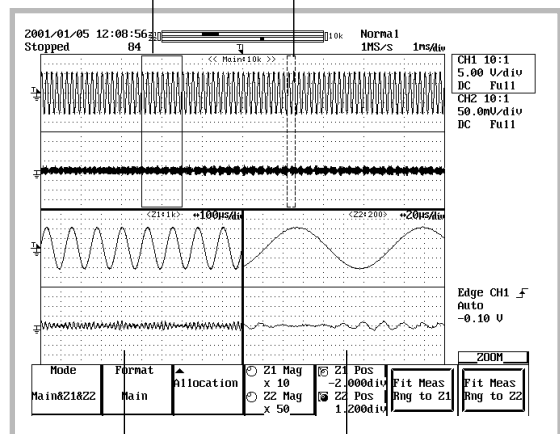 2001/01/05 12:08:56
10k
Normal
Stopped 84
1MS/s 1ms/div
<< Main:10k >>
CH1 10:1
5.00 V/div
DC Full
CH2 10:1
50.0mV/div
DC Full
<Z1:1k> 100µs/div
<Z2:200> 20µs/div
Edge CH1
Auto
-0.10 V
ZOOM
Mode
Main&Z1&Z2
Format
Main
Allocation
Z1 Mag
x 10
Z2 Mag
x 50
Z1 Pos
-2.000div
Z2 Pos
1.200div
Fit Meas
Rng to Z1
Fit Meas
Rng to Z2